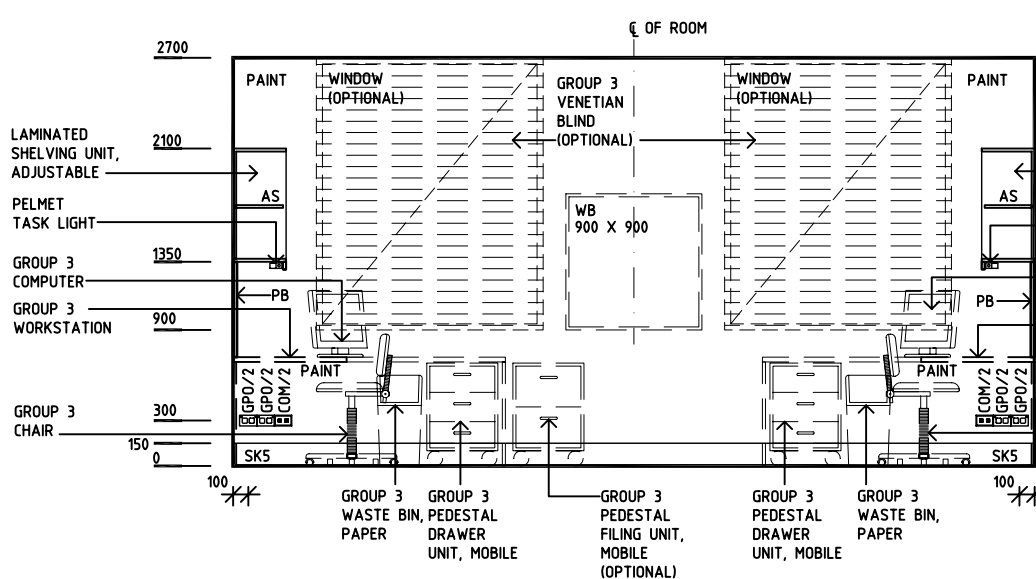 ℄ OF ROOM
2700
PAINT
WINDOW
(OPTIONAL)
GROUP 3
VENETIAN
BLIND
(OPTIONAL)
WINDOW
(OPTIONAL)
PAINT
LAMINATED
SHELVING UNIT,
ADJUSTABLE
2100
AS
AS
PELMET
TASK LIGHT
WB
900 X 900
GROUP 3
COMPUTER
1350
PB
PB
GROUP 3
WORKSTATION
900
PAINT
PAINT
GPO/2
GPO/2
COM/2
COM/2
GPO/2
GPO/2
GROUP 3
CHAIR
300
150
0
SK5
SK5
100
100
GROUP 3
WASTE BIN,
PAPER
GROUP 3
PEDESTAL
DRAWER
UNIT, MOBILE
GROUP 3
PEDESTAL
FILING UNIT,
MOBILE
(OPTIONAL)
GROUP 3
PEDESTAL
DRAWER
UNIT, MOBILE
GROUP 3
WASTE BIN,
PAPER